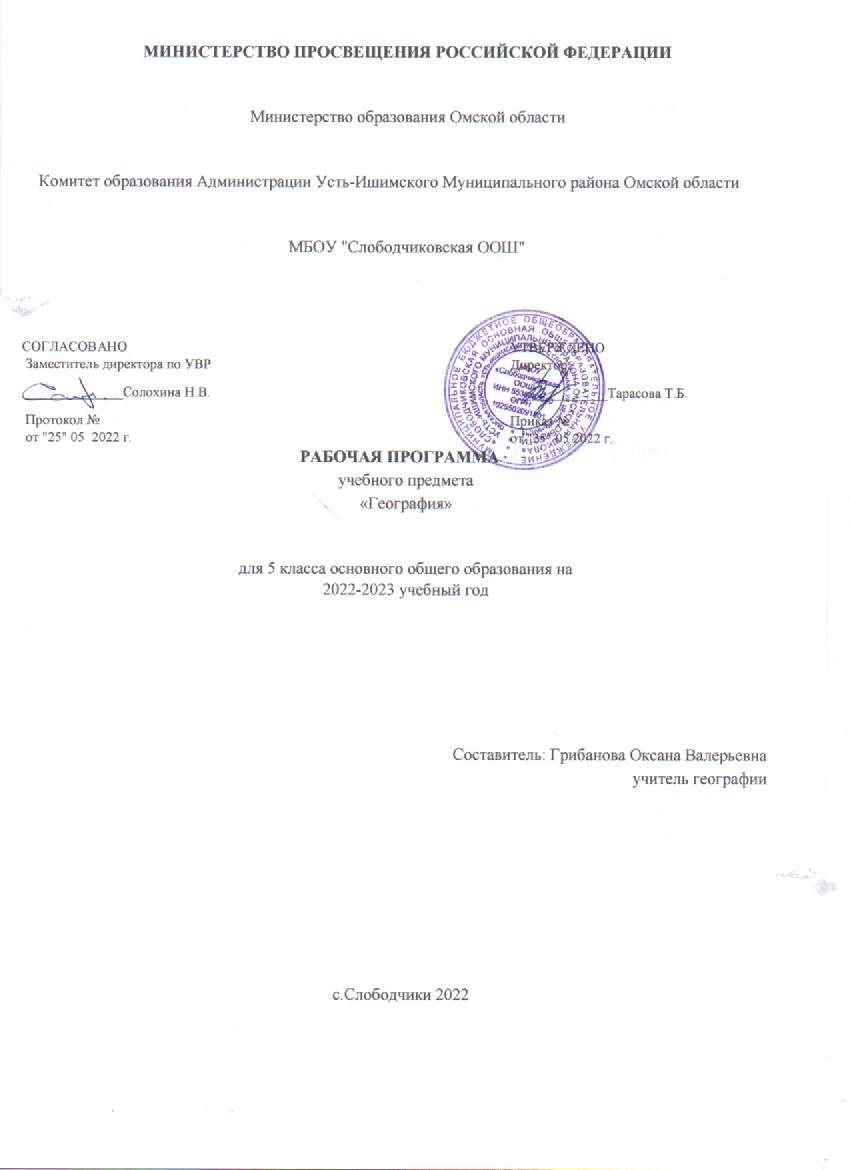 МИНИСТЕРСТВО ПРОСВЕЩЕНИЯ РОССИЙСКОЙ ФЕДЕРАЦИИ
Министерство образования Омской области
Комитет образования Администрации Усть-Ишимского Муниципального района Омской области
МБОУ "Слободчиковская ООШ"
СОГЛАСОВАНО
Заместитель директора по УВР
Солохина Н.В.
Протокол №
от "25" 05 2022 г.
УТВЕРЖДЕНО
Директор
Тарасова Т.Б.
Приказ №
05 2022 г.
РАБОЧАЯ ПРОГРАММА
учебного предмета
«География»
для 5 класса основного общего образования на
2022-2023 учебный год
Составитель: Грибанова Оксана Валерьевна
учитель географии
с.Слободчики 2022